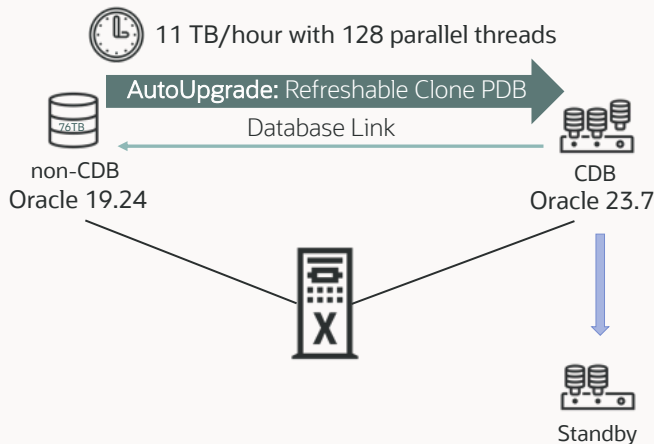 11 TB/hour with 128 parallel threads
AutoUpgrade: Refreshable Clone PDB
76TB
Database Link
non-CDB
Oracle 19.24
CDB
Oracle 23.7
X
Standby